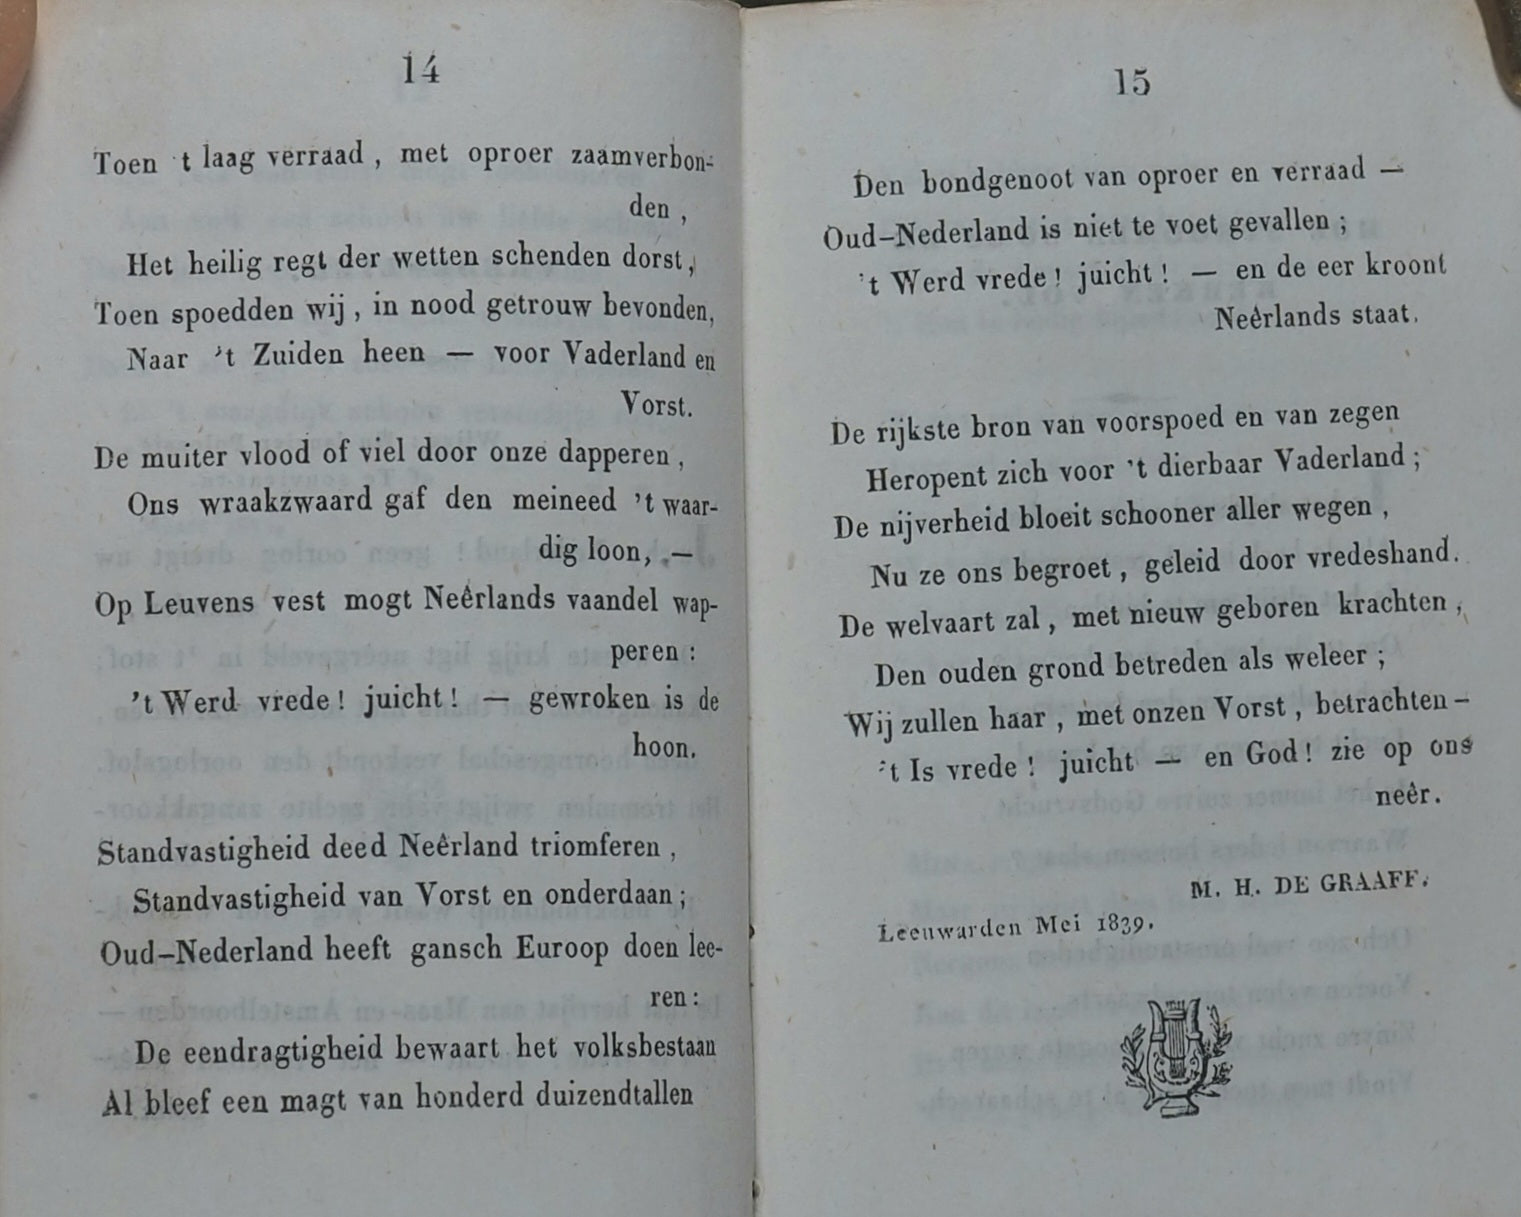 14
Toen 't laag verraad, met oproer zaamverbon-
den,
Het heilig regt der wetten schenden dorst,
Toen spoedden wij, in nood getrouw bevonden,
Naar 't Zuiden heen — voor Vaderland en
Vorst.
De muiter vlood of viel door onze dapperen,
Ons wraakzwaard gaf den meineed 't waar-
dig loon, —
Op Leuvens vest mogt Neêrlands vaandel wap-
peren:
't Werd vrede! juicht! — gewroken is de
hoon.
Standvastigheid deed Neêrland triomferen,
Standvastigheid van Vorst en onderdaan;
Oud-Nederland heeft gansch Europ doen lee-
ren:
De eendragtigheid bewaart het volksbestaan
Al bleef een magt van honderd duizendtallen
15
Den bondgenoot van oproer en verraad —
Oud-Nederland is niet te voet gevallen;
't Werd vrede! juicht! — en de eer kroont
Neêrlands staat.
De rijkste bron van voorspoed en van zegen
Heropent zich voor 't dierbaar Vaderland;
De nijverheid bloeit schooner aller wegen,
Nu ze ons begroet, geleid door vredeshand.
De welvaart zal, met nieuw geboren krachten,
Den ouden grond betreden als weleer;
Wij zullen haar, met onzen Vorst, betrachten —
't Is vrede! juicht — en God! zie op ons
neêr.
M. H. DE GRAAFF.
Leeuwarden Mei 1839.